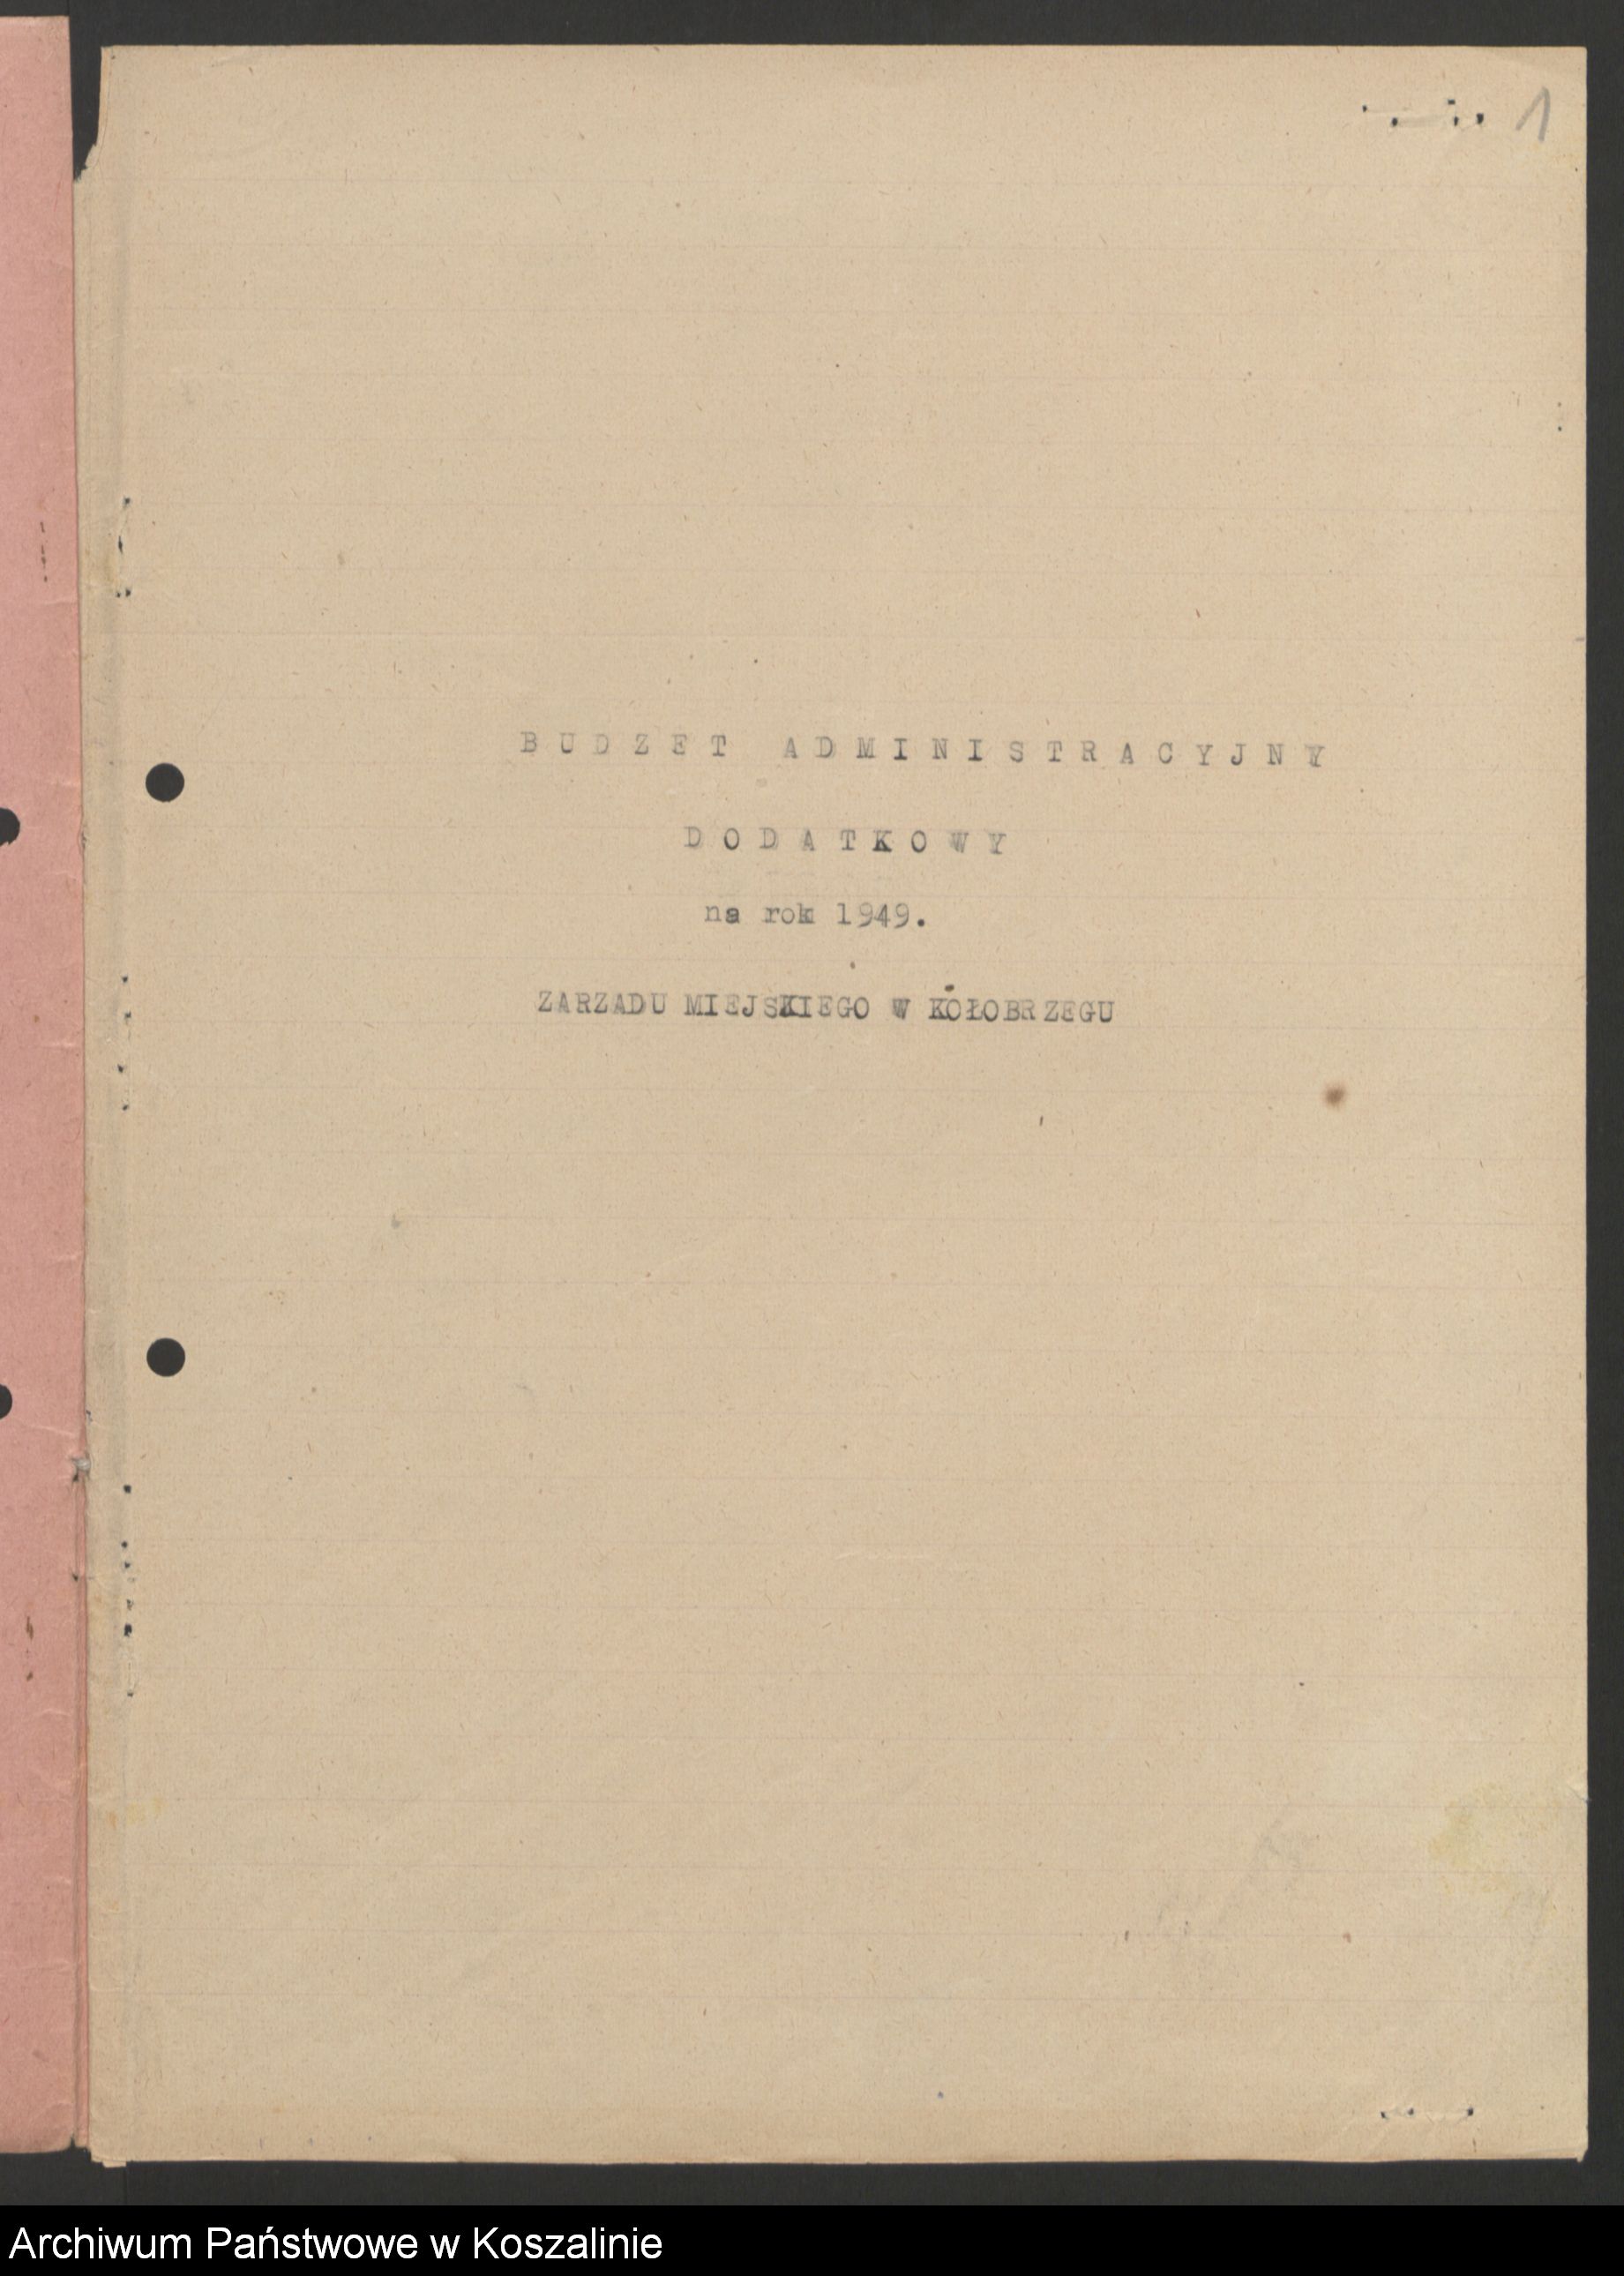 1
BUDZET ADMINISTRACYJNY
DODATKOWY
na rok 1949.
ZARZADU MIEJSKIEGO W KOŁOBRZEGU
Archiwum Państwowe w Koszalinie